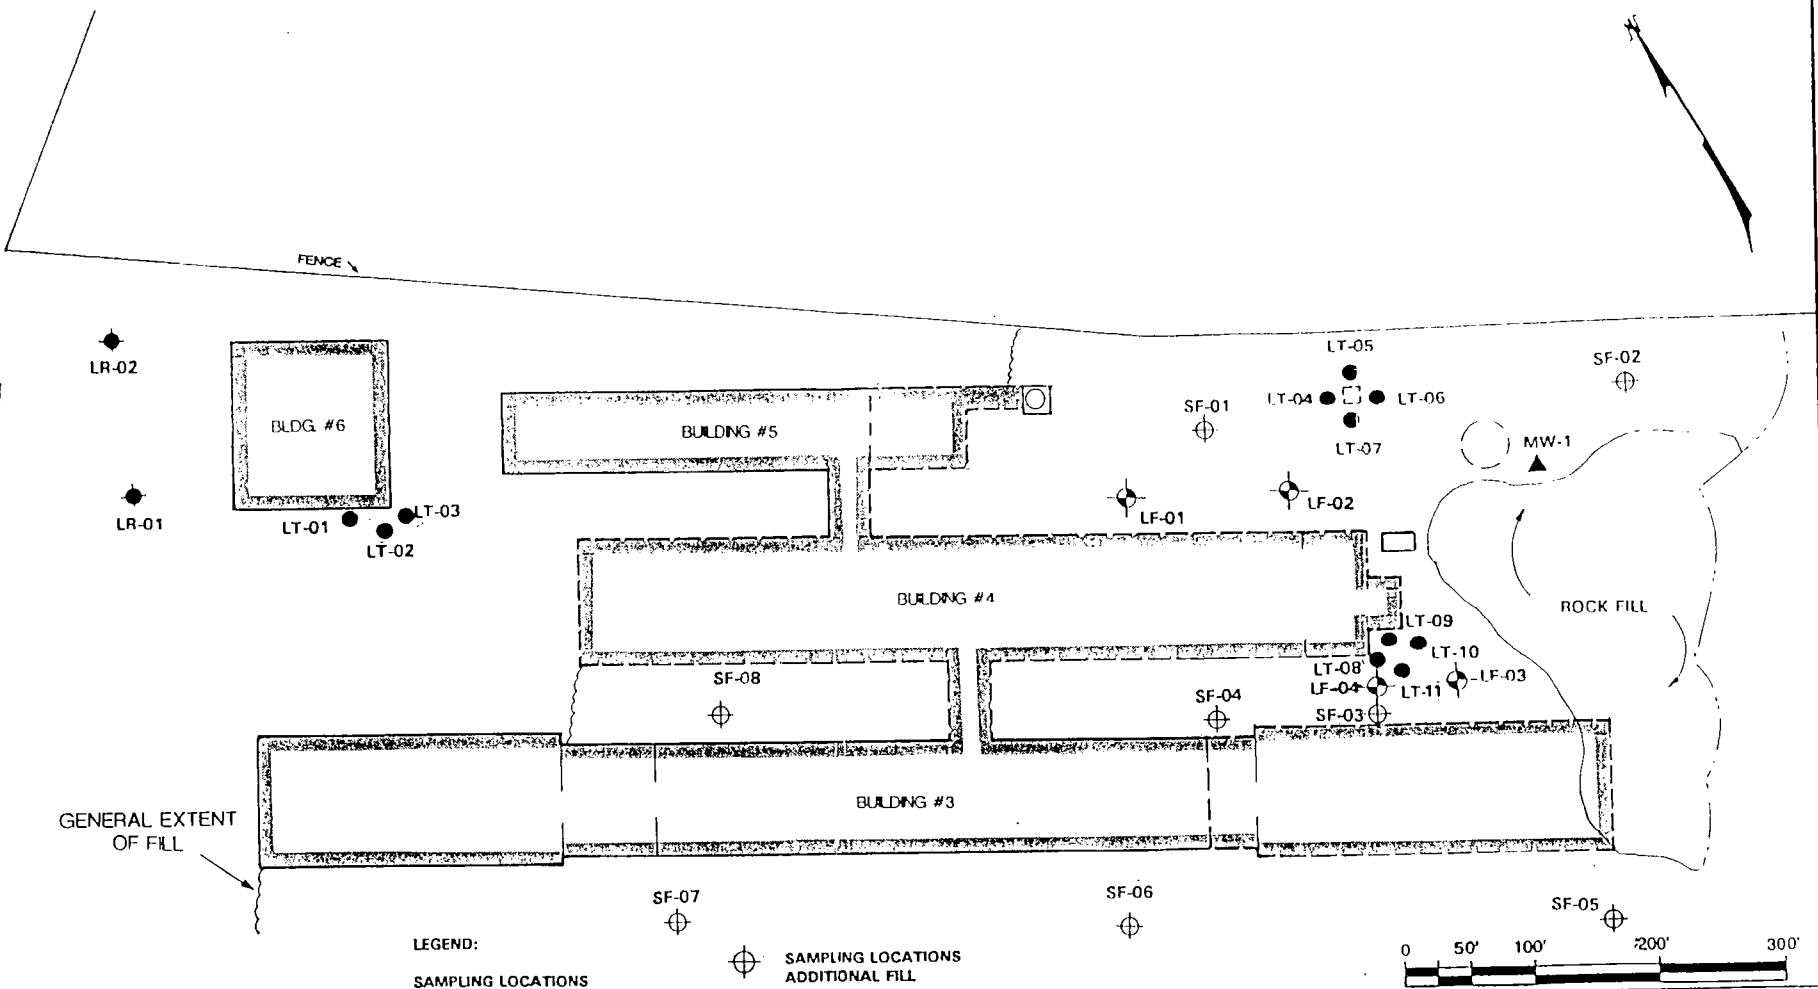 N
FENCE
LT-05
SF-02
LR-02
LT-04
LT-06
SF-01
BLDG. #6
BUILDING #5
LT-07
MW-1
LR-01
LT-01
LT-03
LT-02
LF-01
LF-02
BUILDING #4
ROCK FILL
LT-09
LT-10
LT-08
SF-08
LF-04
LT-11
LF-03
SF-04
SF-03
BUILDING #3
GENERAL EXTENT
OF FILL
SF-07
SF-06
SF-05
LEGEND:
SAMPLING LOCATIONS
SAMPLING LOCATIONS
ADDITIONAL FILL
0 50' 100' 200' 300'